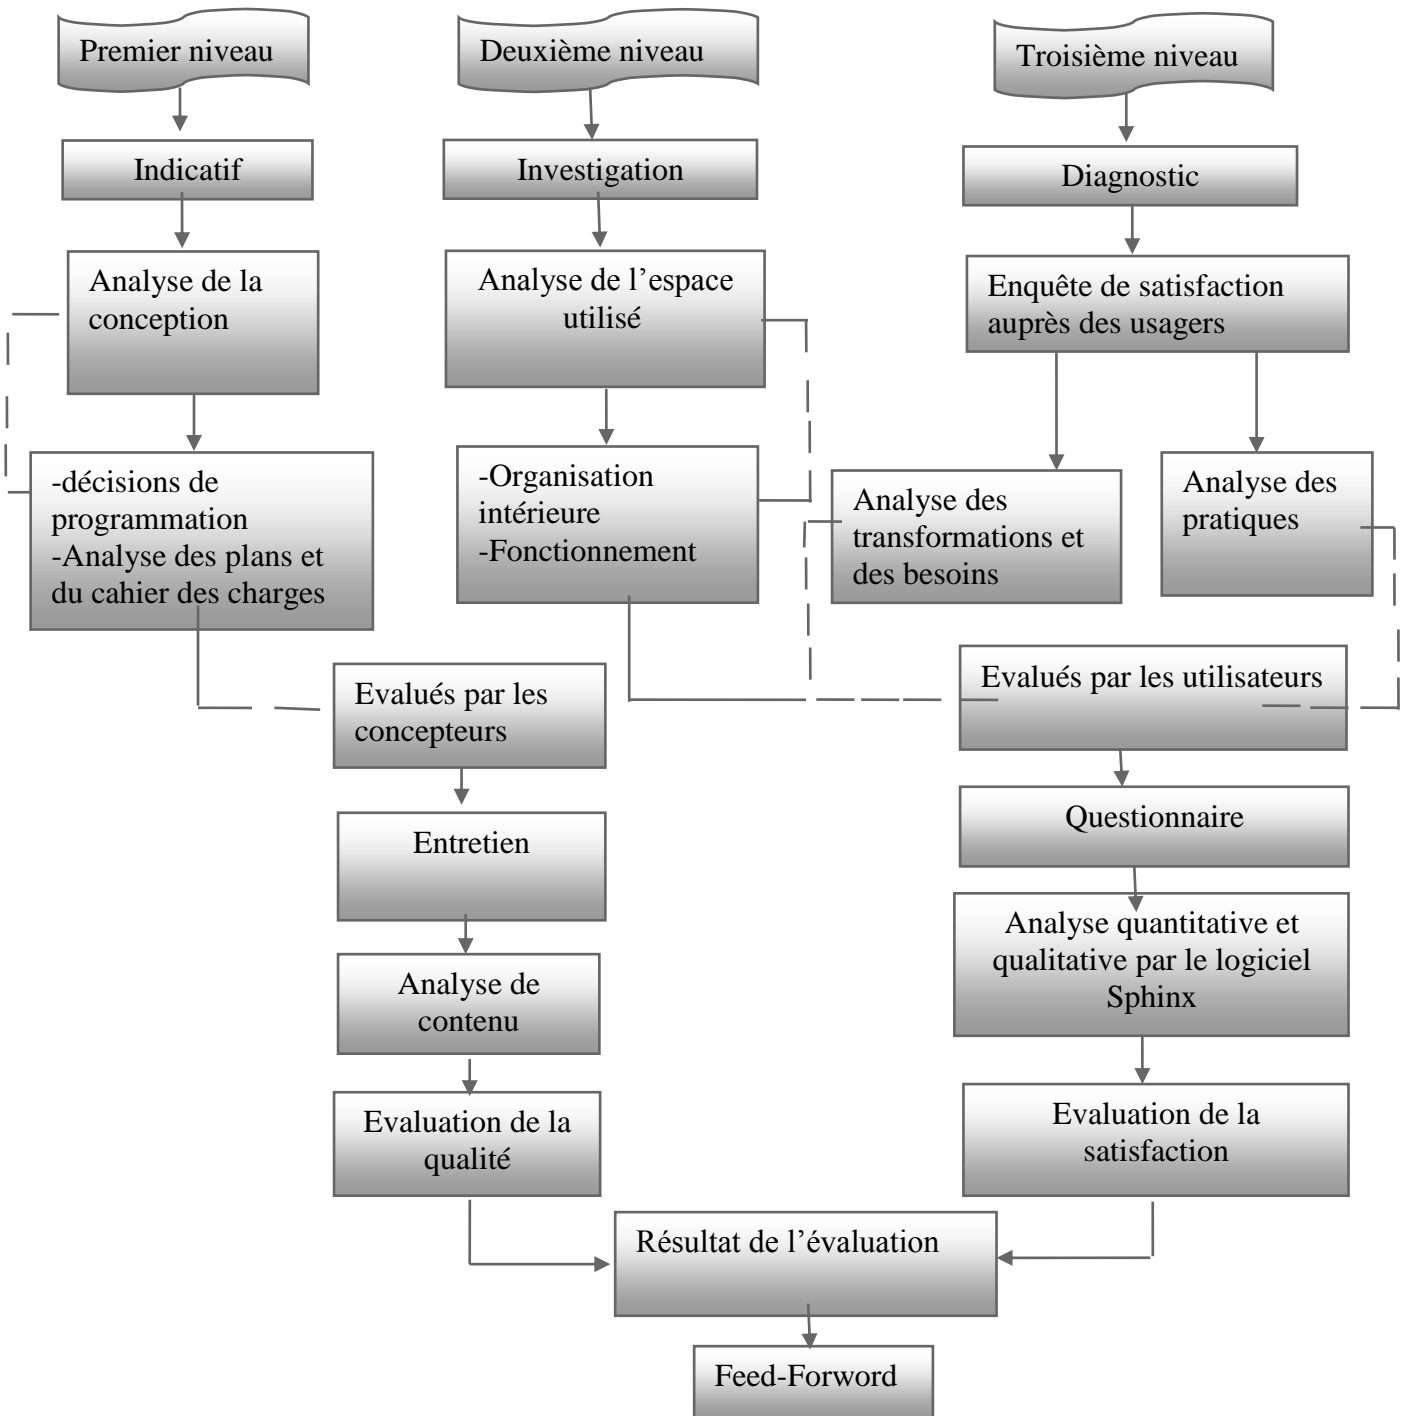 Premier niveau
Deuxième niveau
Troisième niveau
Indicatif
Investigation
Diagnostic
Analyse de la
conception
Analyse de l’espace
utilisé
Enquête de satisfaction
auprès des usagers
-décisions de
programmation
-Analyse des plans et
du cahier des charges
-Organisation
intérieure
-Fonctionnement
Analyse des
transformations et
des besoins
Analyse des
pratiques
Evalués par les
concepteurs
Evalués par les utilisateurs
Entretien
Questionnaire
Analyse de
contenu
Analyse quantitative et
qualitative par le logiciel
Sphinx
Evaluation de la
qualité
Evaluation de la
satisfaction
Résultat de l’évaluation
Feed-Forword